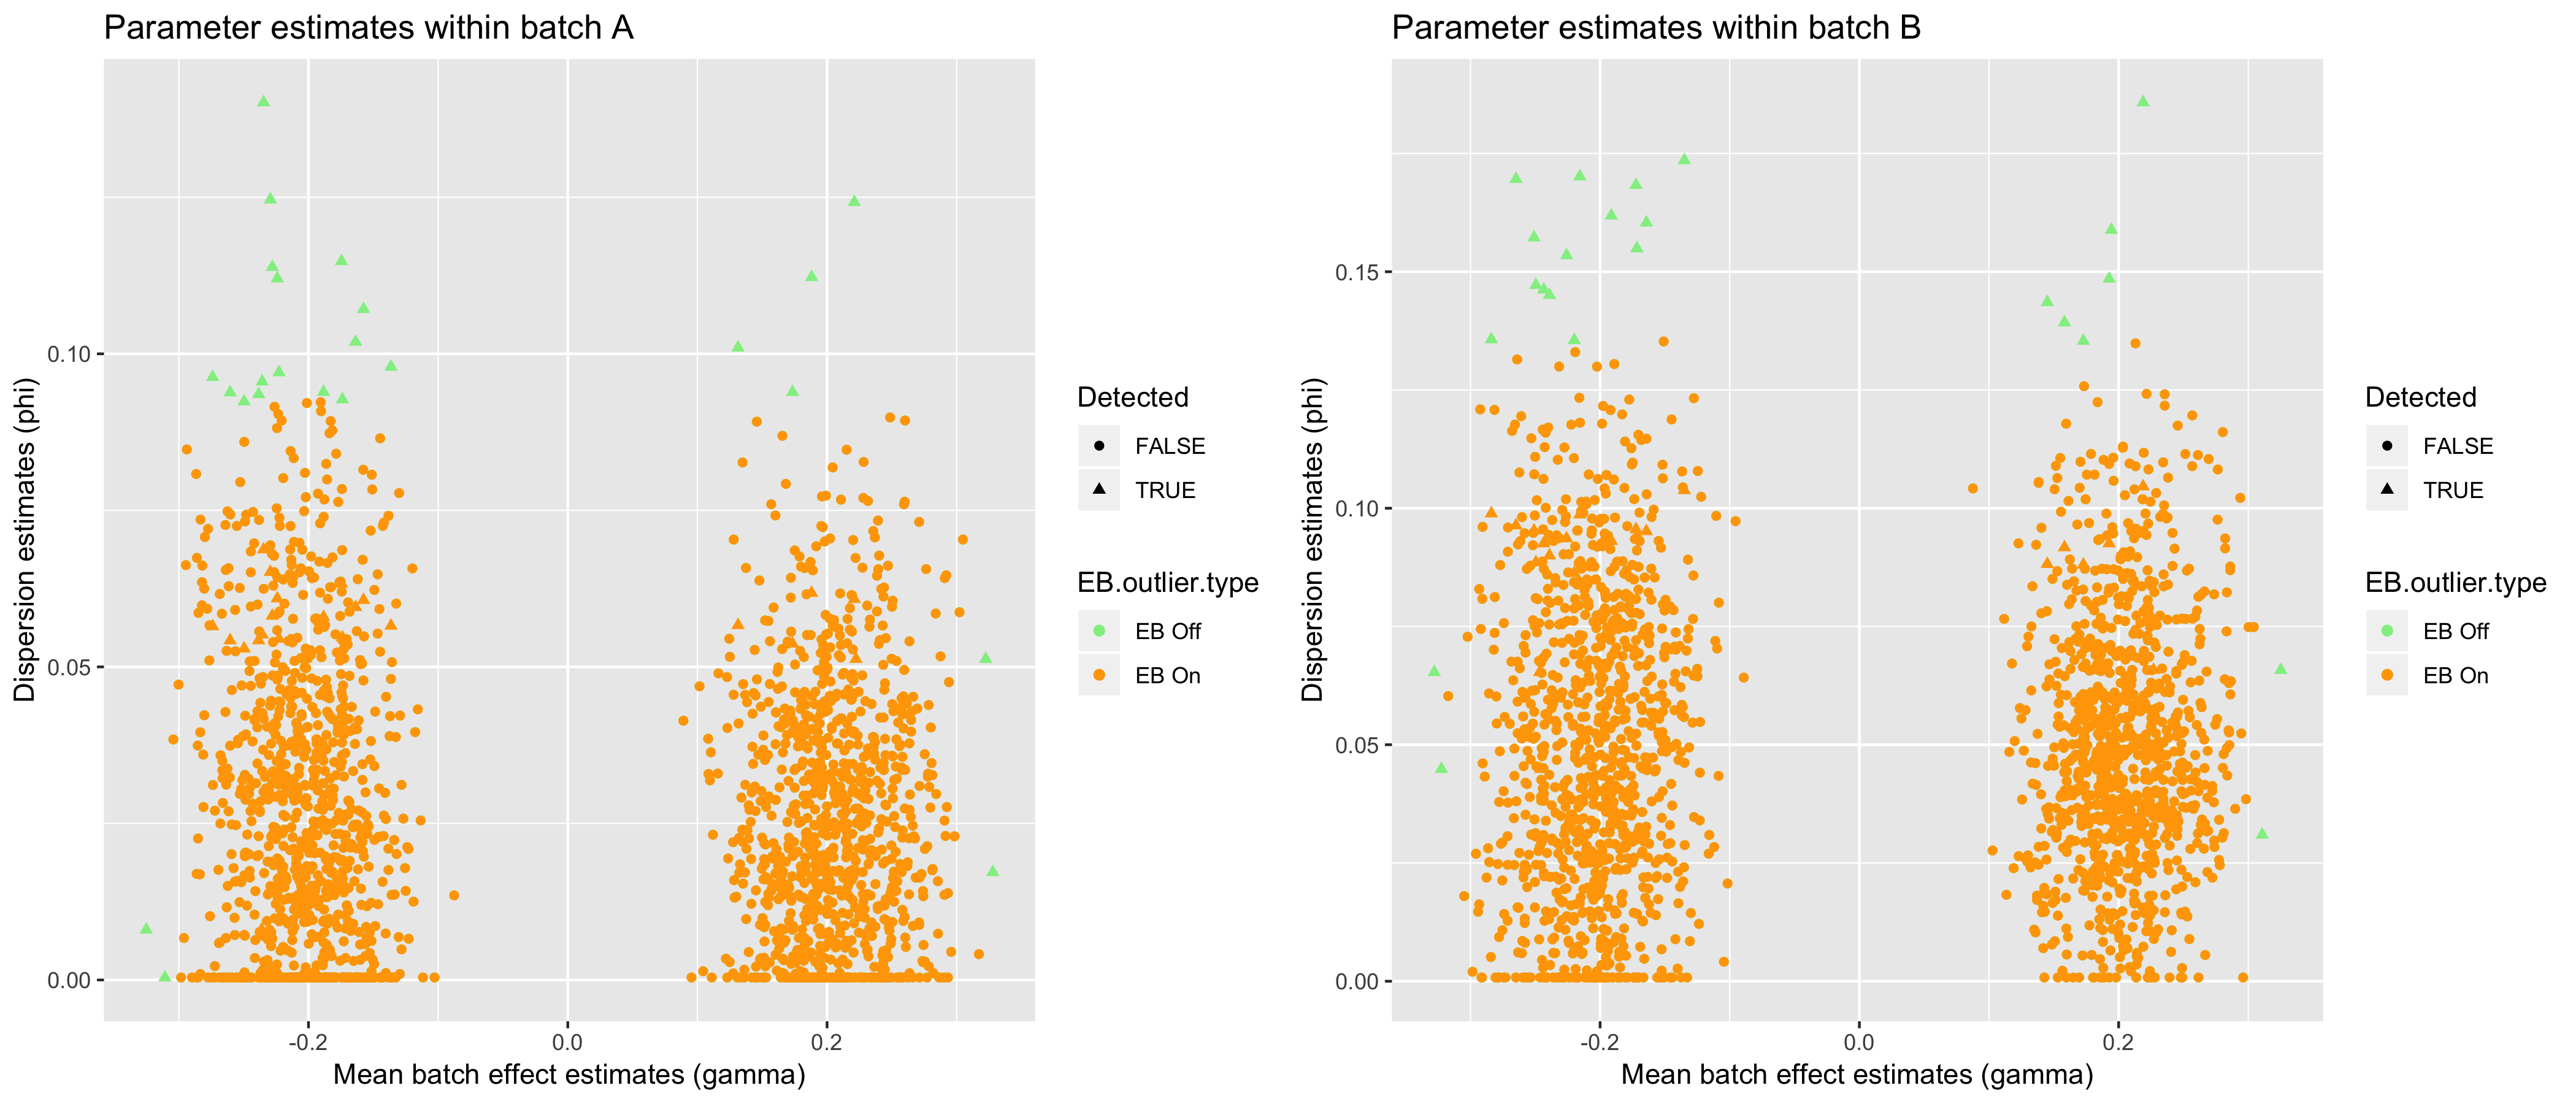 Parameter estimates within batch A
Dispersion estimates (phi)
0.10
0.05
0.00
-0.2
0.0
0.2
Mean batch effect estimates (gamma)
Detected
FALSE
TRUE
EB.outlier.type
EB Off
EB On
Parameter estimates within batch B
Dispersion estimates (phi)
0.15
0.10
0.05
0.00
-0.2
0.0
0.2
Mean batch effect estimates (gamma)
Detected
FALSE
TRUE
EB.outlier.type
EB Off
EB On